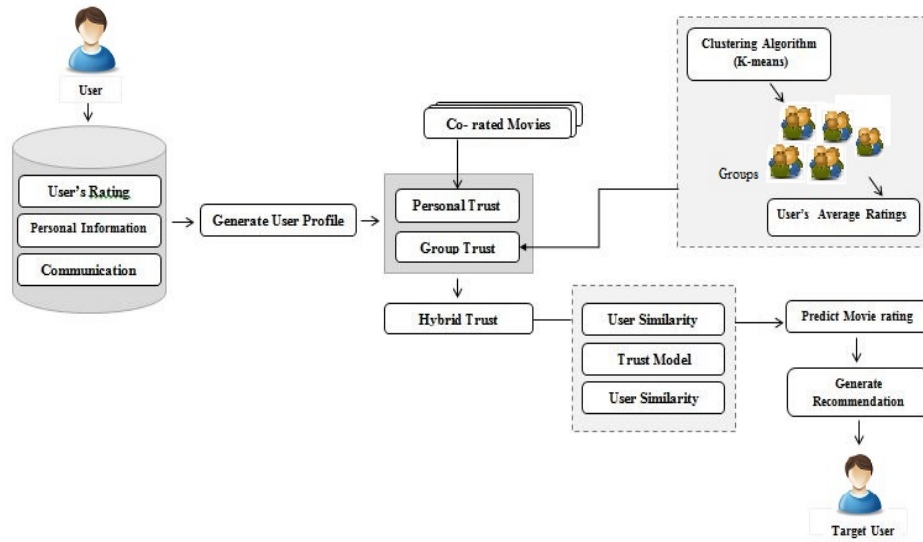 User
User's Rating
Personal Information
Communication
Generate User Profile
Co- rated Movies
Personal Trust
Group Trust
Hybrid Trust
Clustering Algorithm
(K-means)
Groups
User's Average Ratings
User Similarity
Trust Model
User Similarity
Predict Movie rating
Generate
Recommendation
Target User